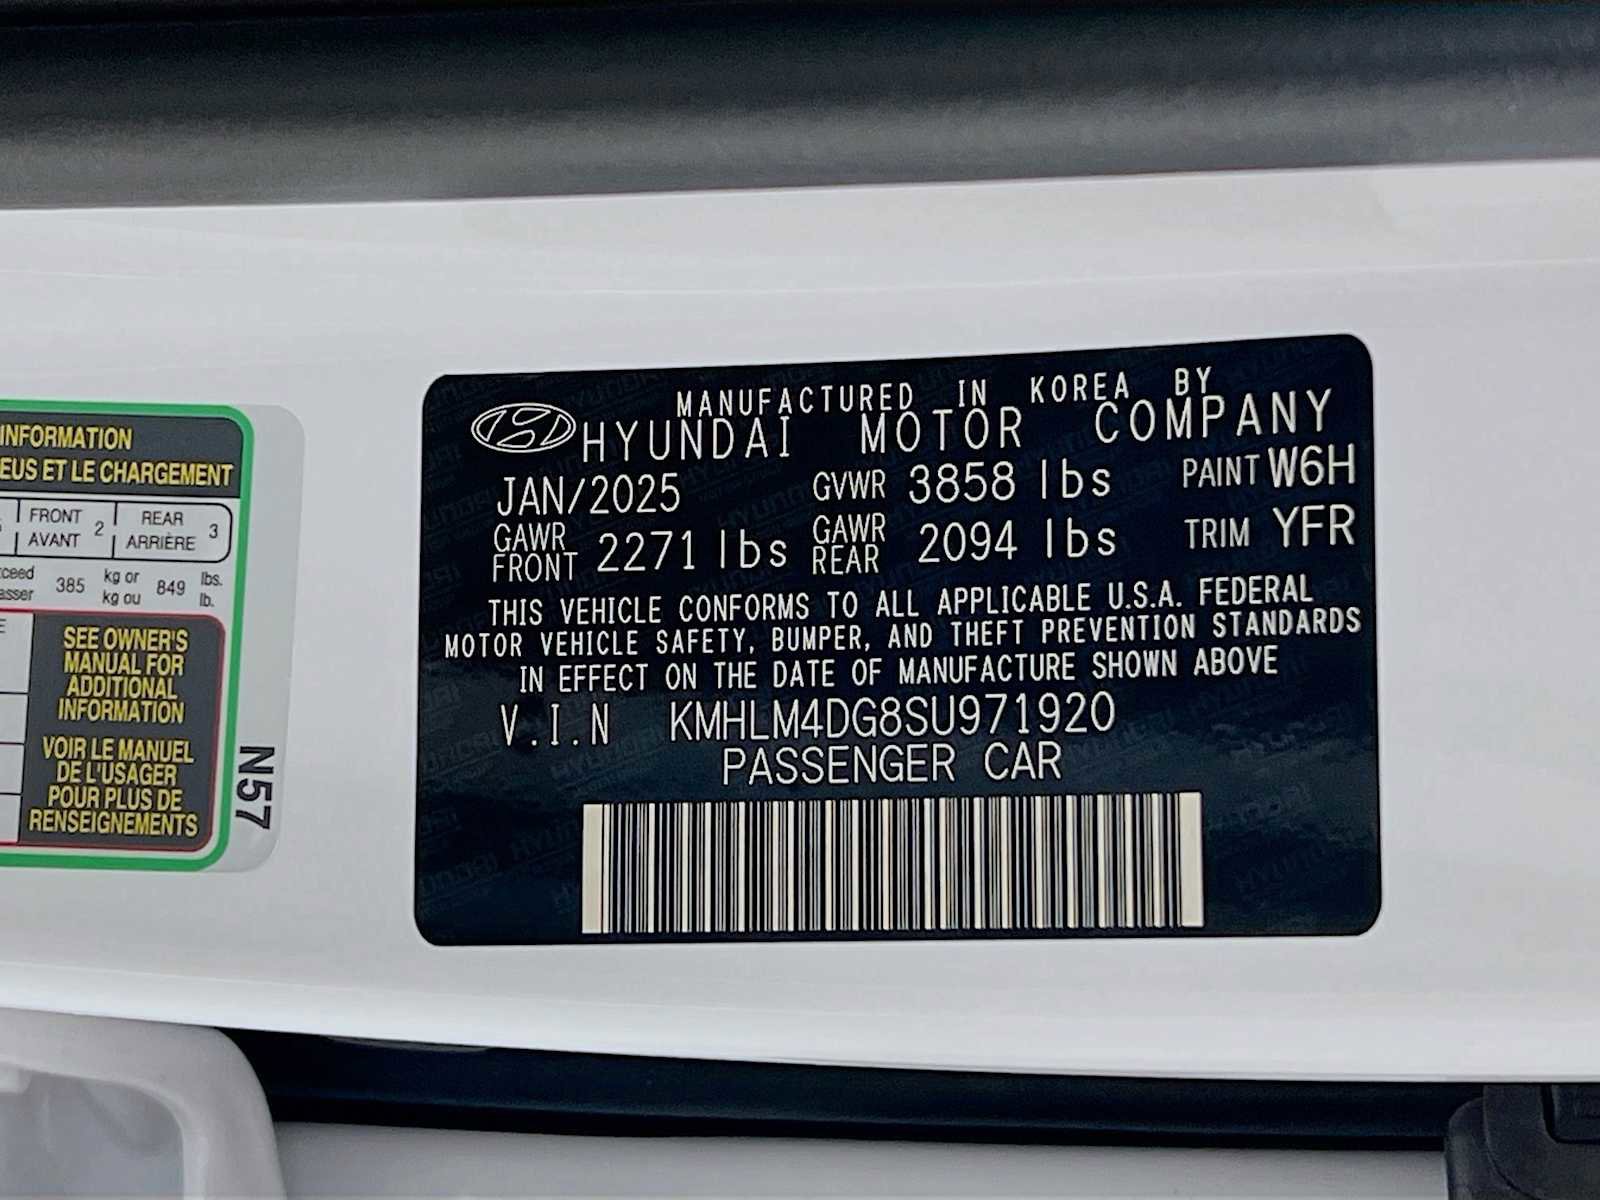 INFORMATION
EUS ET LE CHARGEMENT
FRONT
AVANT 2
REAR
ARRIÈRE 3
385 kg or
kg ou 849 lbs.
lb.
SEE OWNER'S
MANUAL FOR
ADDITIONAL
INFORMATION
VOIR LE MANUEL
DE L'USAGER
POUR PLUS DE
RENSEIGNEMENTS
N57
MANUFACTURED IN KOREA BY
HYUNDAI MOTOR COMPANY
JAN/2025 GVWR 3858 lbs PAINT W6H
GAWR
FRONT 2271 lbs GAWR
REAR 2094 lbs TRIM YFR
THIS VEHICLE CONFORMS TO ALL APPLICABLE U.S.A. FEDERAL
MOTOR VEHICLE SAFETY, BUMPER, AND THEFT PREVENTION STANDARDS
IN EFFECT ON THE DATE OF MANUFACTURE SHOWN ABOVE
V.I.N KMHLM4DG8SU971920
PASSENGER CAR